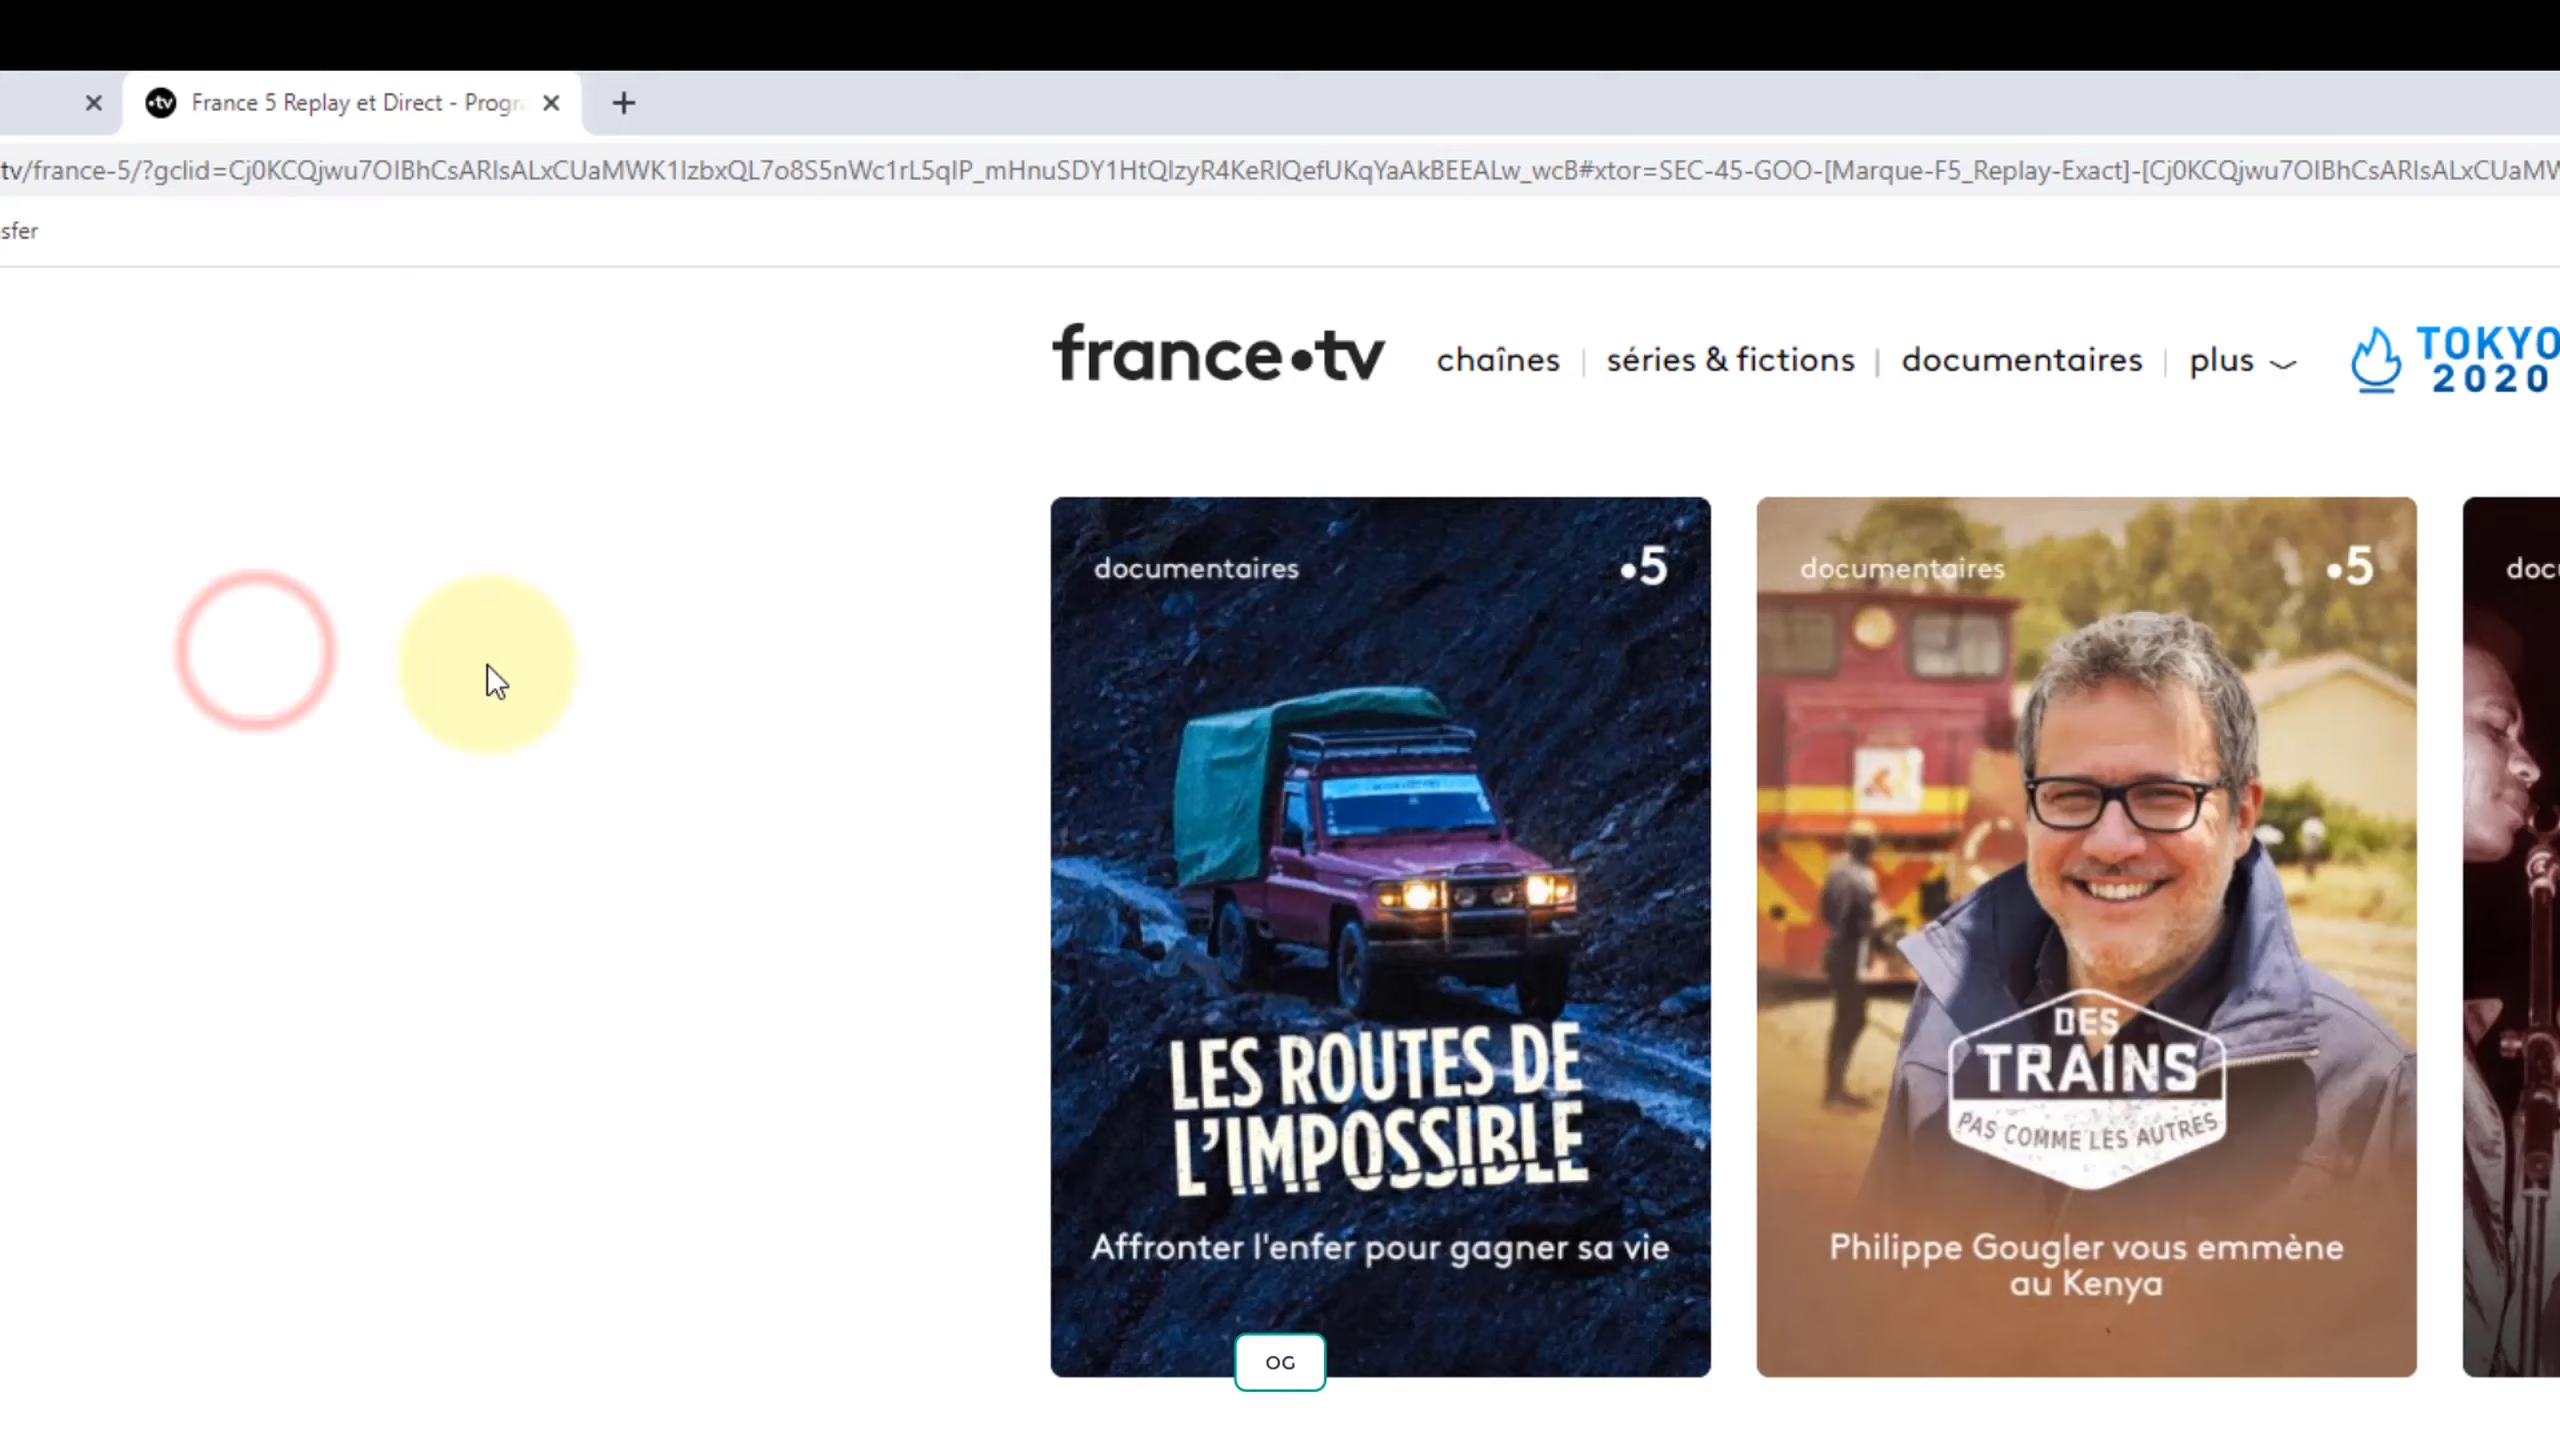 France 5 Replay et Direct - Progr
tv/france-5/?gclid=Cj0KCQjwu7OIBhCsARIsALxCUaMWK1IzbxQL7o8S5nWc1rL5qIP_mHnuSDY1HtQIzyR4KeRIQefUKqYaAkBEEALw_wcB#xtor=SEC-45-GOO-[Marque-F5_Replay-Exact]-[Cj0KCQjwu7OIBhCsARIsALxCUaMW
sfer
france•tv chaînes | séries & fictions | documentaires | plus
TOKYO
2020
documentaires •5
LES ROUTES DE
L'IMPOSSIBLE
Affronter l'enfer pour gagner sa vie
documentaires •5
DES
TRAINS
PAS COMME LES AUTRES
Philippe Gougler vous emmène
au Kenya
doc
OG